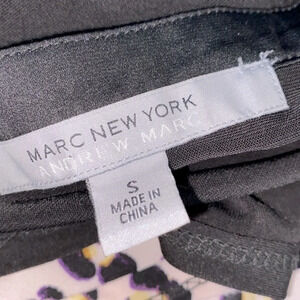 MARC NEW YORK
ANDREW MARC
S
MADE IN
CHINA